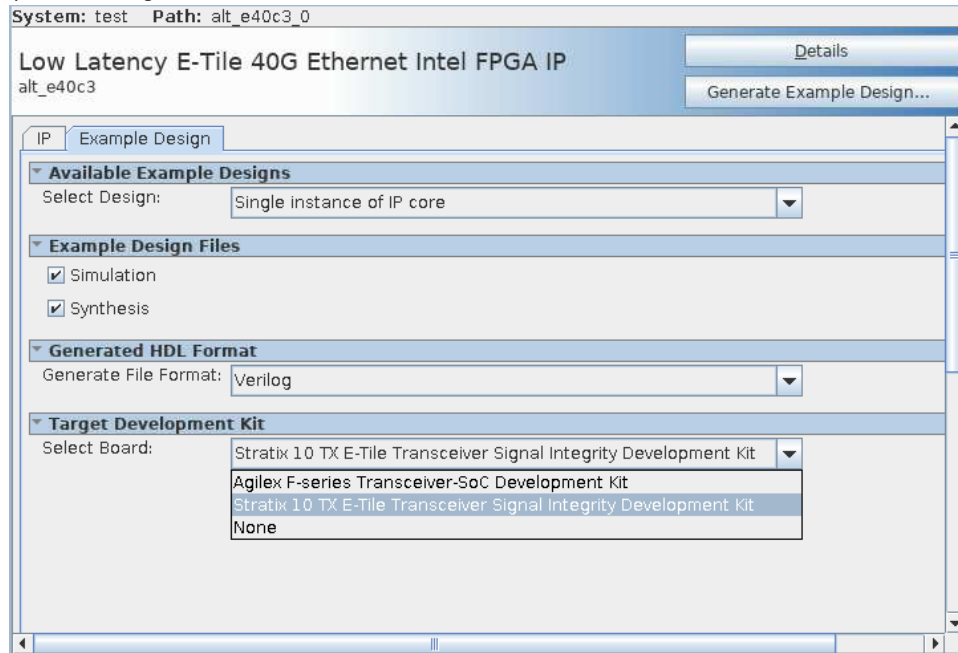 System: test Path: alt_e40c3_0
Low Latency E-Tile 40G Ethernet Intel FPGA IP
alt_e40c3
Details
Generate Example Design...
IP Example Design
Available Example Designs
Select Design: Single instance of IP core
Example Design Files
Simulation
Synthesis
Generated HDL Format
Generate File Format: Verilog
Target Development Kit
Select Board: Stratix 10 TX E-Tile Transceiver Signal Integrity Development Kit
Agilex F-series Transceiver-SoC Development Kit
Stratix 10 TX E-Tile Transceiver Signal Integrity Development Kit
None